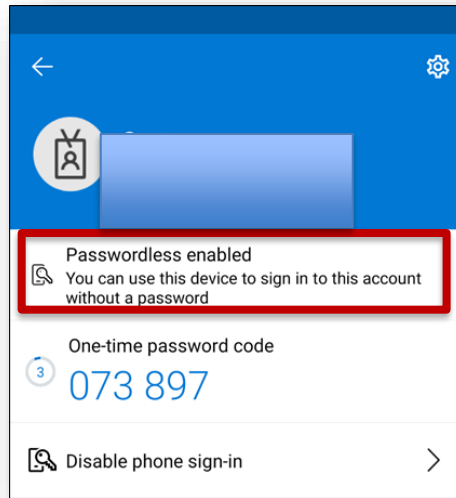 Passwordless enabled
You can use this device to sign in to this account
without a password
One-time password code
3
073 897
Disable phone sign-in